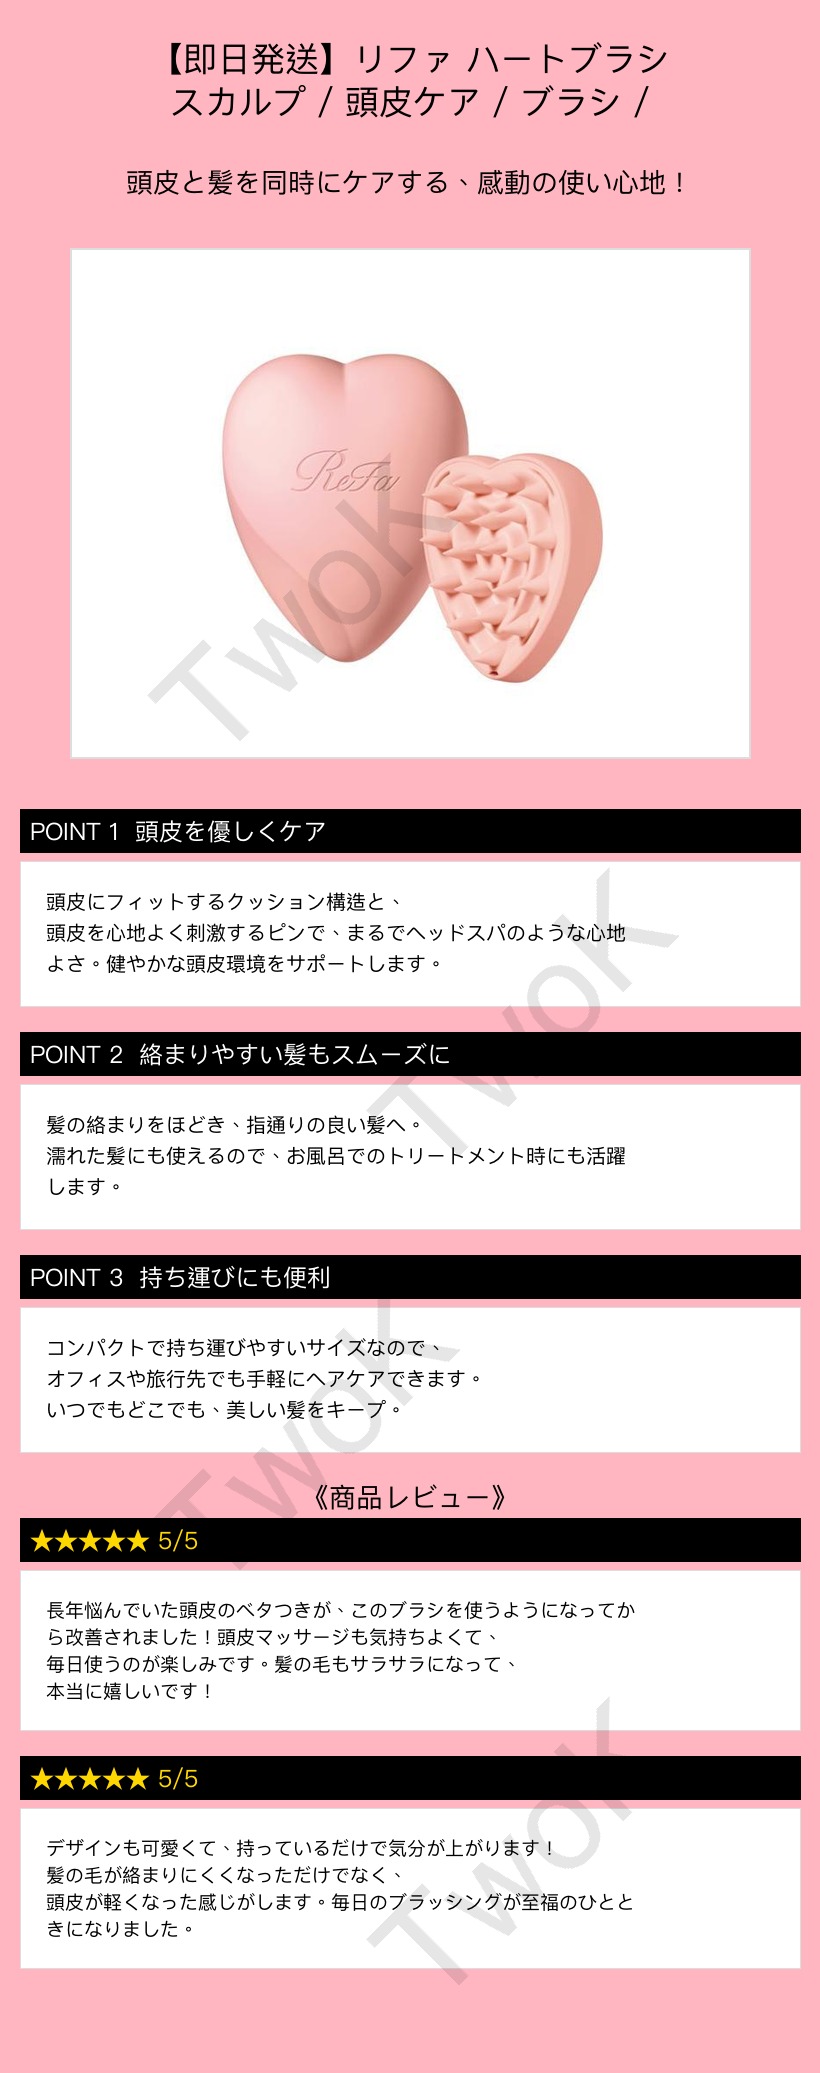 【即日発送】リファ ハートブラシ
スカルプ / 頭皮ケア / ブラシ /
頭皮と髪を同時にケアする、感動の使い心地！
ReFa
TwoK
POINT 1 頭皮を優しくケア
頭皮にフィットするクッション構造と、
頭皮を心地よく刺激するピンで、まるでヘッドスパのような心地
よさ。健やかな頭皮環境をサポートします。
TwoK
POINT 2 絡まりやすい髪もスムーズに
髪の絡まりをほどき、指通りの良い髪へ。
濡れた髪にも使えるので、お風呂でのトリートメント時にも活躍
します。
POINT 3 持ち運びにも便利
コンパクトで持ち運びやすいサイズなので、
オフィスや旅行先でも手軽にヘアケアできます。
いつでもどこでも、美しい髪をキープ。
TwoK
《商品レビュー》
★★★★★ 5/5
長年悩んでいた頭皮のベタつきが、このブラシを使うようになってか
ら改善されました！頭皮マッサージも気持ちよくて、
毎日使うのが楽しみです。髪の毛もサラサラになって、
本当に嬉しいです！
★★★★★ 5/5
デザインも可愛くて、持っているだけで気分が上がります！
髪の毛が絡まりにくくなっただけでなく、
頭皮が軽くなった感じがします。毎日のブラッシングが至福のひとと
きになりました。
TwoK